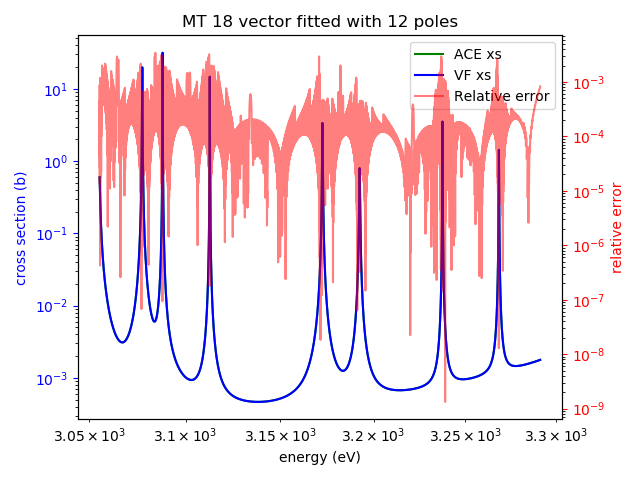 MT 18 vector fitted with 12 poles
ACE xs
VF xs
Relative error
cross section (b)
10¹
10⁰
10⁻¹
10⁻²
10⁻³
relative error
10⁻³
10⁻⁴
10⁻⁵
10⁻⁶
10⁻⁷
10⁻⁸
10⁻⁹
3.05 × 10³
3.1 × 10³
3.15 × 10³
3.2 × 10³
3.25 × 10³
3.3 × 10³
energy (eV)